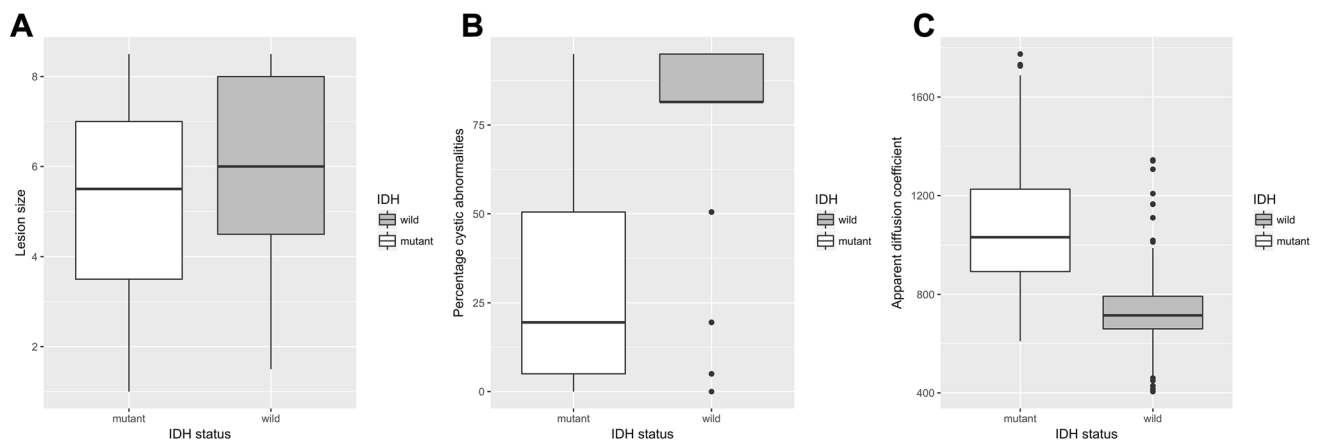 A
Lesion size
8
6
4
2
mutant
wild
IDH status
IDH
wild
mutant
B
Percentage cystic abnormalities
75
50
25
0
mutant
wild
IDH status
IDH
wild
mutant
C
Apparent diffusion coefficient
1600
1200
800
400
mutant
wild
IDH status
IDH
wild
mutant